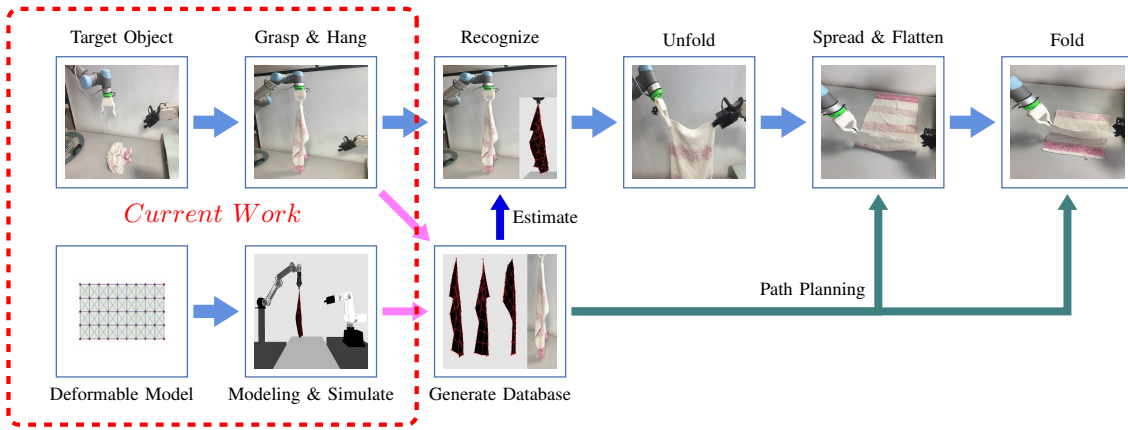 Target Object
Grasp & Hang
Recognize
Unfold
Spread & Flatten
Fold
Current Work
Estimate
Path Planning
Deformable Model
Modeling & Simulate
Generate Database